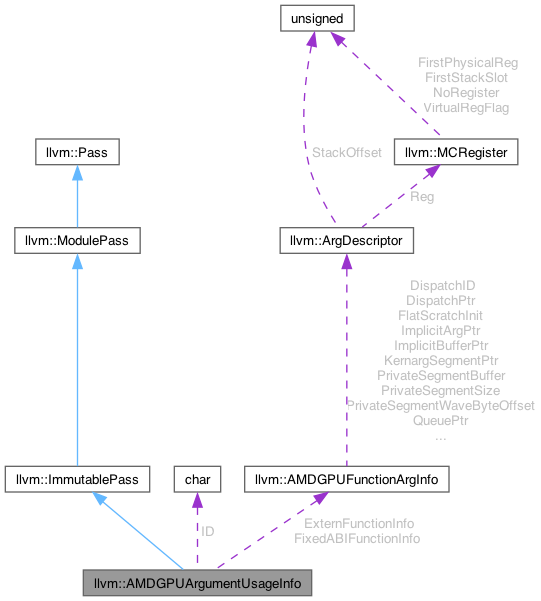 unsigned
FirstPhysicalReg
FirstStackSlot
NoRegister
VirtualRegFlag
llvm::Pass
StackOffset
llvm::MCRegister
Reg
llvm::ModulePass
llvm::ArgDescriptor
DispatchID
DispatchPtr
FlatScratchInit
ImplicitArgPtr
ImplicitBufferPtr
KernargSegmentPtr
PrivateSegmentBuffer
PrivateSegmentSize
PrivateSegmentWaveByteOffset
QueuePtr
...
llvm::ImmutablePass
char
llvm::AMDGPUFunctionArgInfo
ID
ExternFunctionInfo
FixedABIFunctionInfo
llvm::AMDGPUArgumentUsageInfo